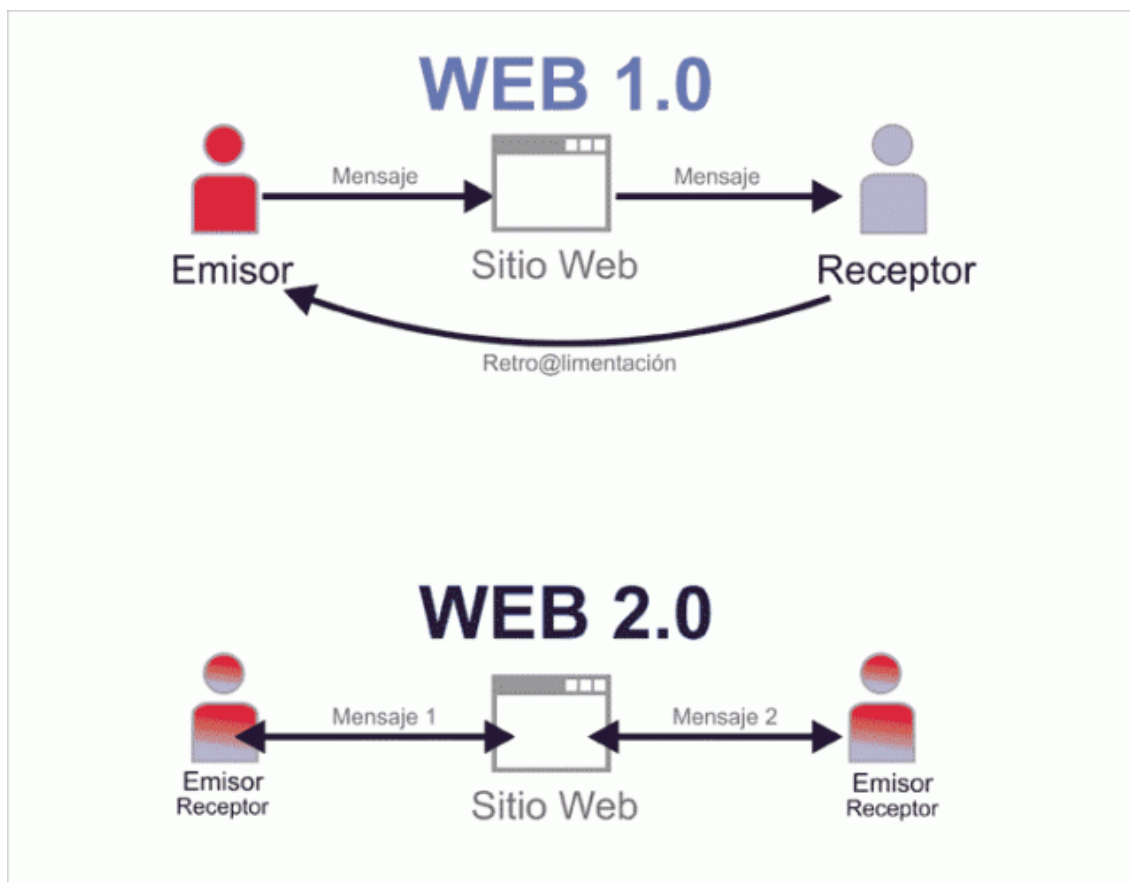 WEB 1.0
Mensaje
Mensaje
Emisor
Sitio Web
Receptor
Retro@limentación
WEB 2.0
Mensaje 1
Mensaje 2
Emisor
Receptor
Sitio Web
Emisor
Receptor